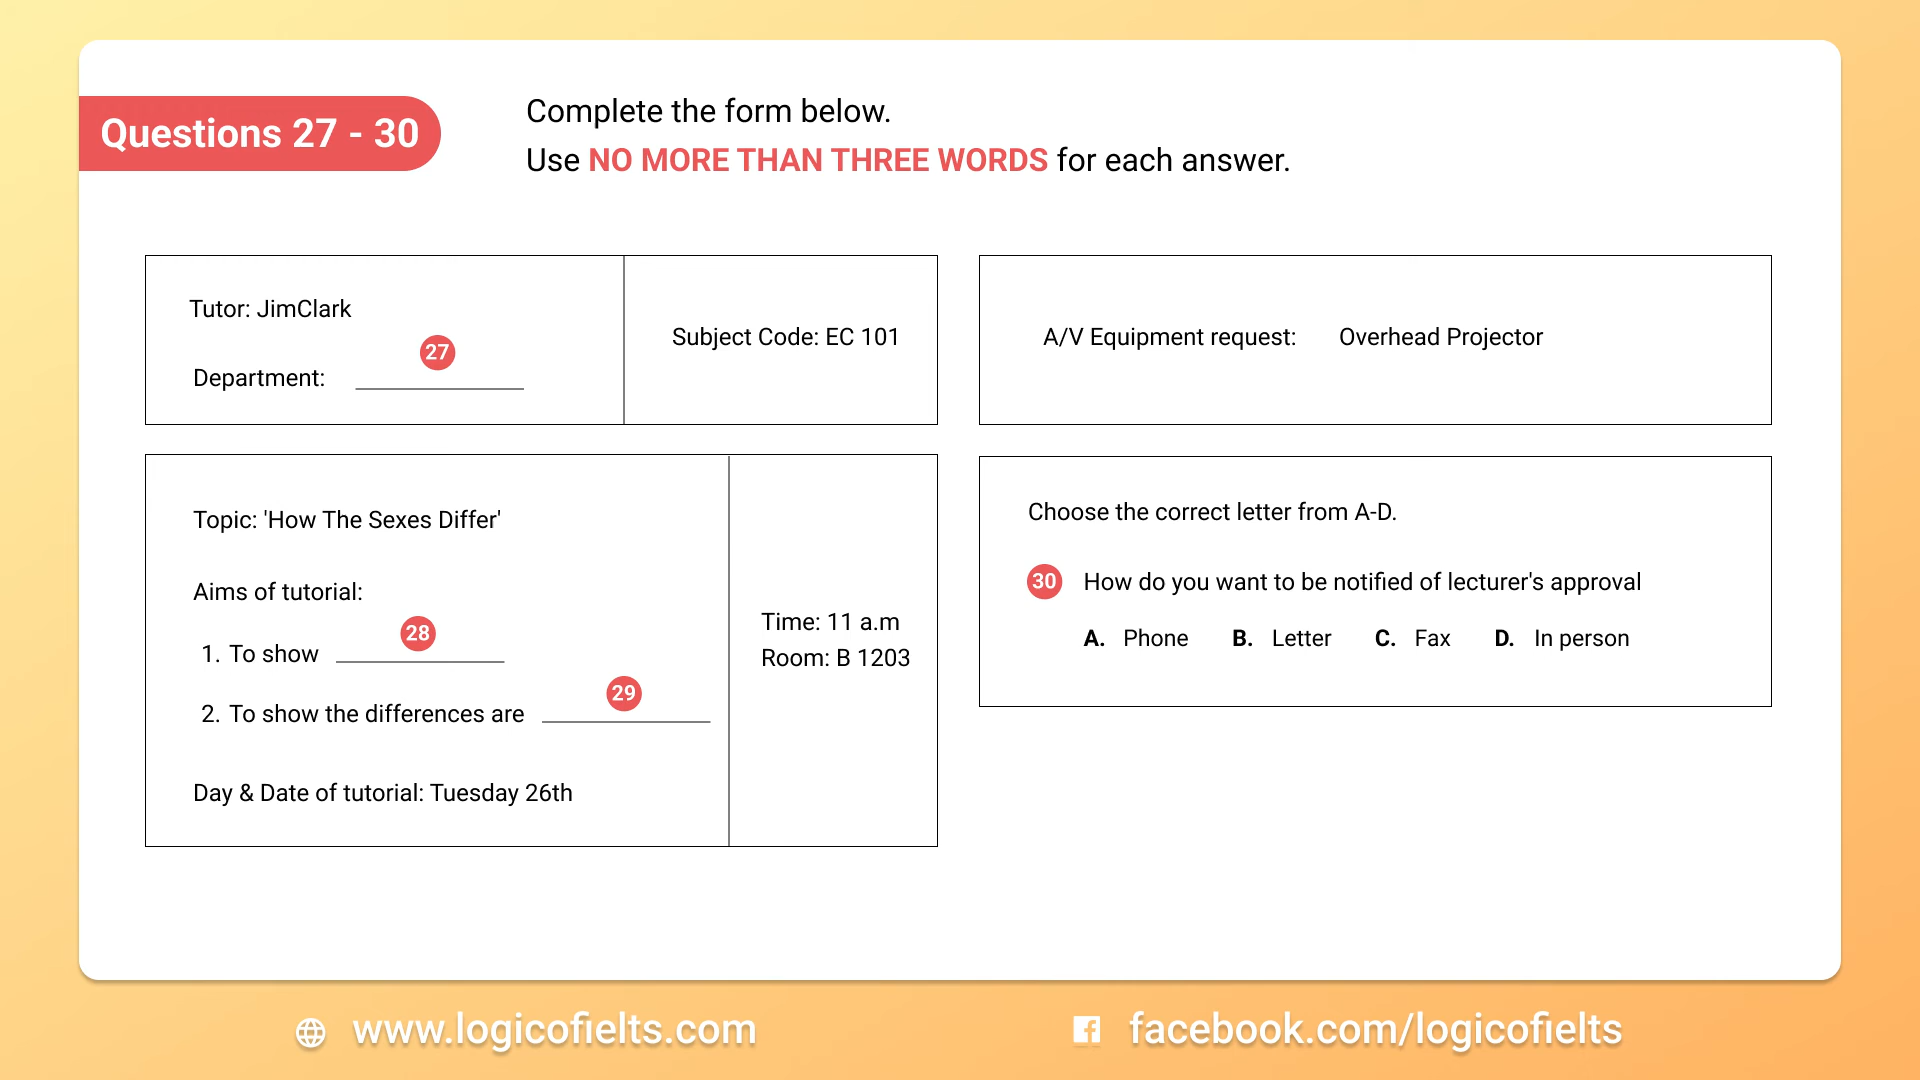 Questions 27 - 30
Complete the form below.
Use NO MORE THAN THREE WORDS for each answer.
Tutor: JimClark
27
Department:
Subject Code: EC 101
A/V Equipment request: Overhead Projector
Topic: 'How The Sexes Differ'
Aims of tutorial:
28
1. To show
29
2. To show the differences are
Day & Date of tutorial: Tuesday 26th
Time: 11 a.m
Room: B 1203
Choose the correct letter from A-D.
30 How do you want to be notified of lecturer's approval
A. Phone B. Letter C. Fax D. In person
www.logicofielts.com
facebook.com/logicofielts